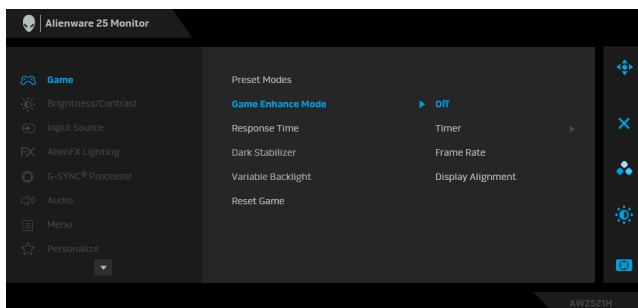 Alienware 25 Monitor
Game
Brightness/Contrast
Input Source
AlienFX Lighting
G-SYNC® Processor
Audio
Menu
Personalize
Preset Modes
Game Enhance Mode
Off
Response Time
Timer
Dark Stabilizer
Frame Rate
Variable Backlight
Display Alignment
Reset Game
AW2521H